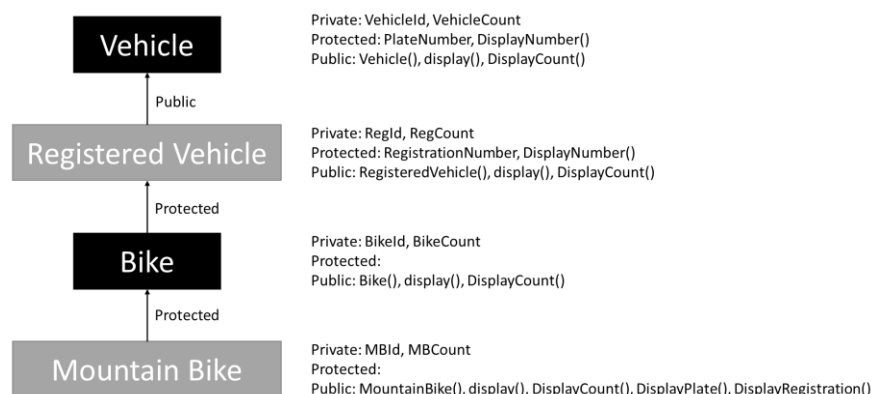 Vehicle
Private: VehicleId, VehicleCount
Protected: PlateNumber, DisplayNumber()
Public: Vehicle(), display(), DisplayCount()
Public
Registered Vehicle
Private: RegId, RegCount
Protected: RegistrationNumber, DisplayNumber()
Public: RegisteredVehicle(), display(), DisplayCount()
Protected
Bike
Private: BikeId, BikeCount
Protected:
Public: Bike(), display(), DisplayCount()
Protected
Mountain Bike
Private: MBId, MBCount
Protected:
Public: MountainBike(), display(), DisplayCount(), DisplayPlate(), DisplayRegistration()